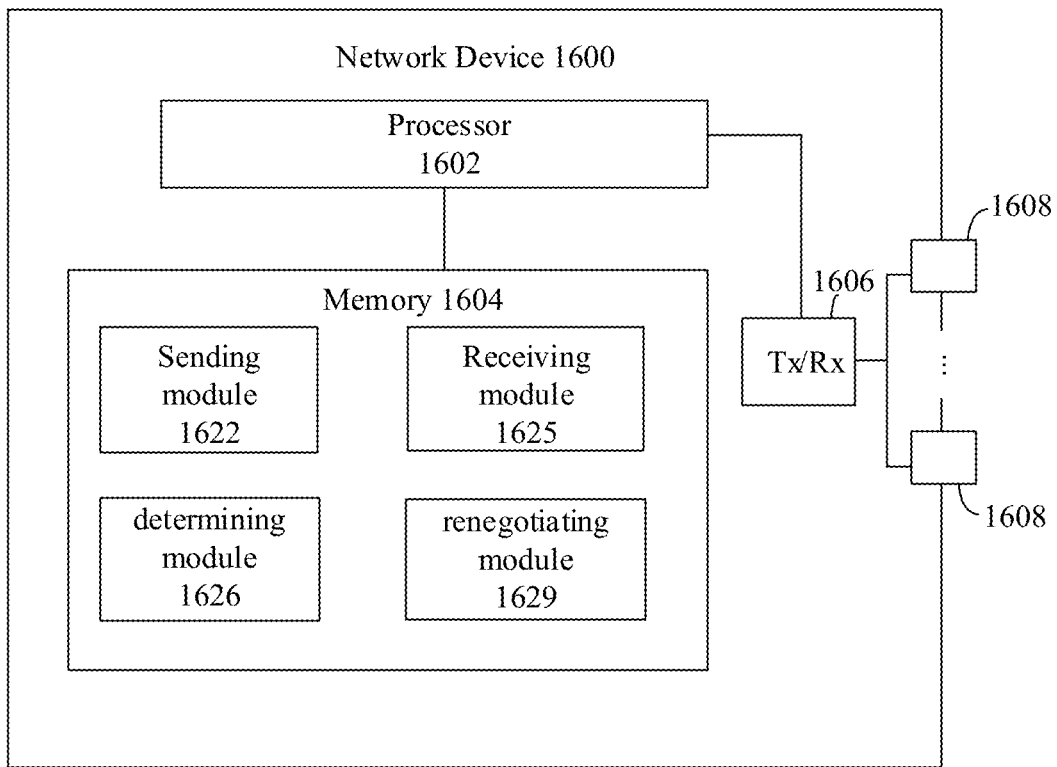 Network Device 1600
Processor
1602
1608
Memory 1604
1606
Sending
module
1622
Receiving
module
1625
Tx/Rx
...
determining
module
1626
renegotiating
module
1629
1608